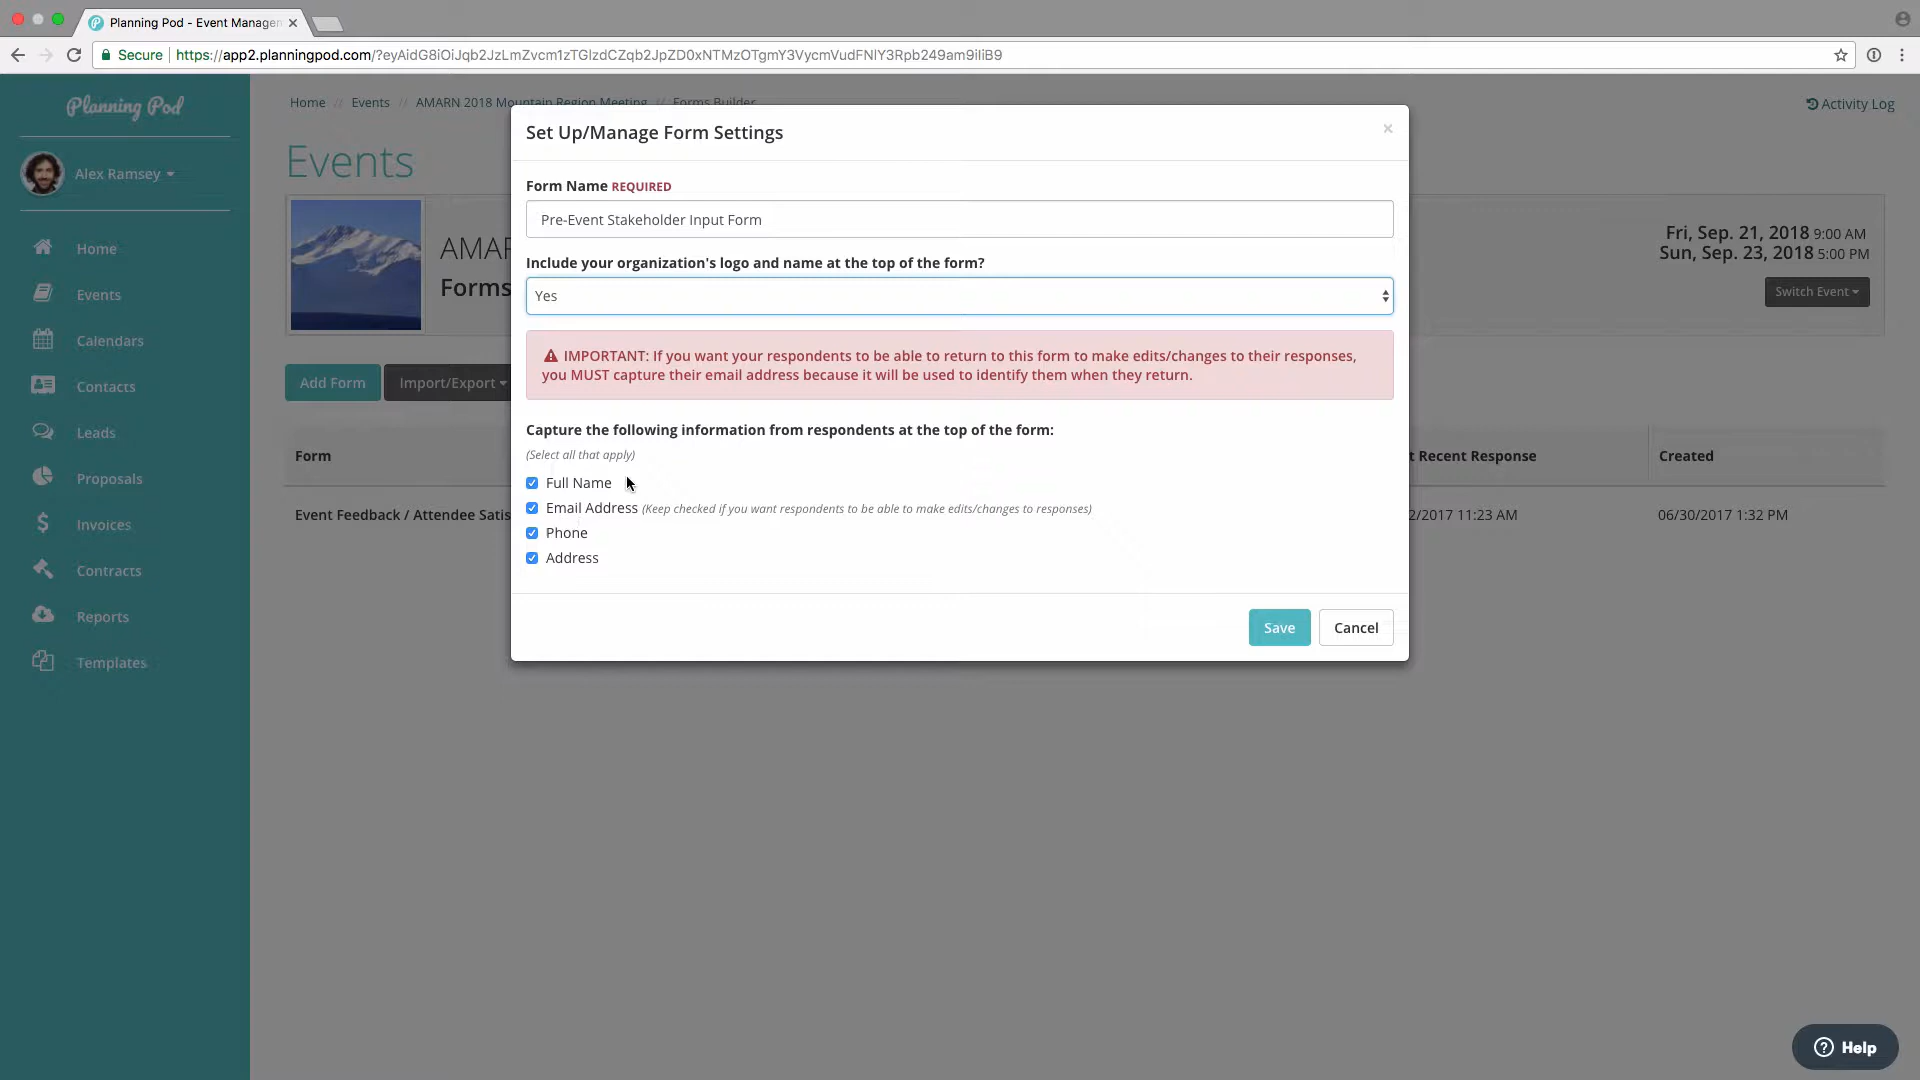 Planning Pod - Event Manager
Secure
https://app2.planningpod.com/?eyAidG8iOiJqb2JzLmZvcm1zTGlzdCZqb2JpZD0xNTMzOTgmY3VycmVudFNlY3Rpb249am9iIiB9
Planning Pod
Alex Ramsey
Home
Events
Calendars
Contacts
Leads
Proposals
Invoices
Contracts
Reports
Templates
Home // Events // AMARN 2018 Mountain Region Meeting // Forms Builder
Activity Log
Events
AMAR
Forms
Fri, Sep. 21, 2018 9:00 AM
Sun, Sep. 23, 2018 5:00 PM
Switch Event
Add Form
Import/Export
Form
t Recent Response
Created
Event Feedback / Attendee Satis
2/2017 11:23 AM
06/30/2017 1:32 PM
Set Up/Manage Form Settings
×
Form Name REQUIRED
Pre-Event Stakeholder Input Form
Include your organization's logo and name at the top of the form?
Yes
IMPORTANT: If you want your respondents to be able to return to this form to make edits/changes to their responses,
you MUST capture their email address because it will be used to identify them when they return.
Capture the following information from respondents at the top of the form:
(Select all that apply)
Full Name
Email Address (Keep checked if you want respondents to be able to make edits/changes to responses)
Phone
Address
Save
Cancel
Help